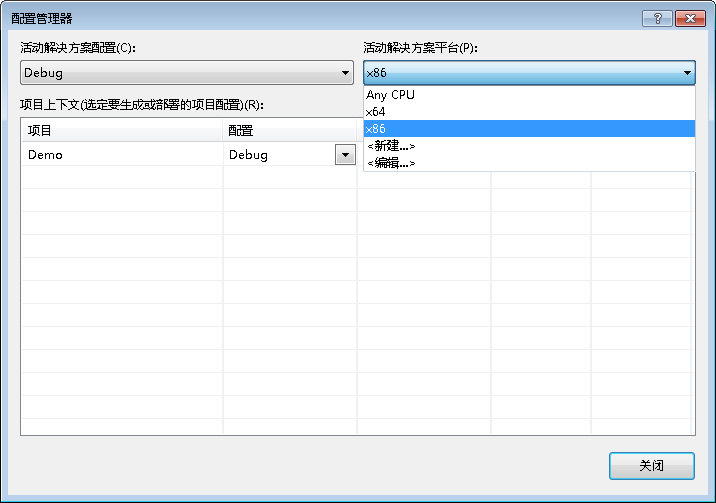 配置管理器
活动解决方案配置(C):
活动解决方案平台(P):
Debug
x86
Any CPU
x64
x86
<新建...>
<编辑...>
项目上下文(选定要生成或部署的项目配置)(R):
项目
配置
Demo
Debug
关闭